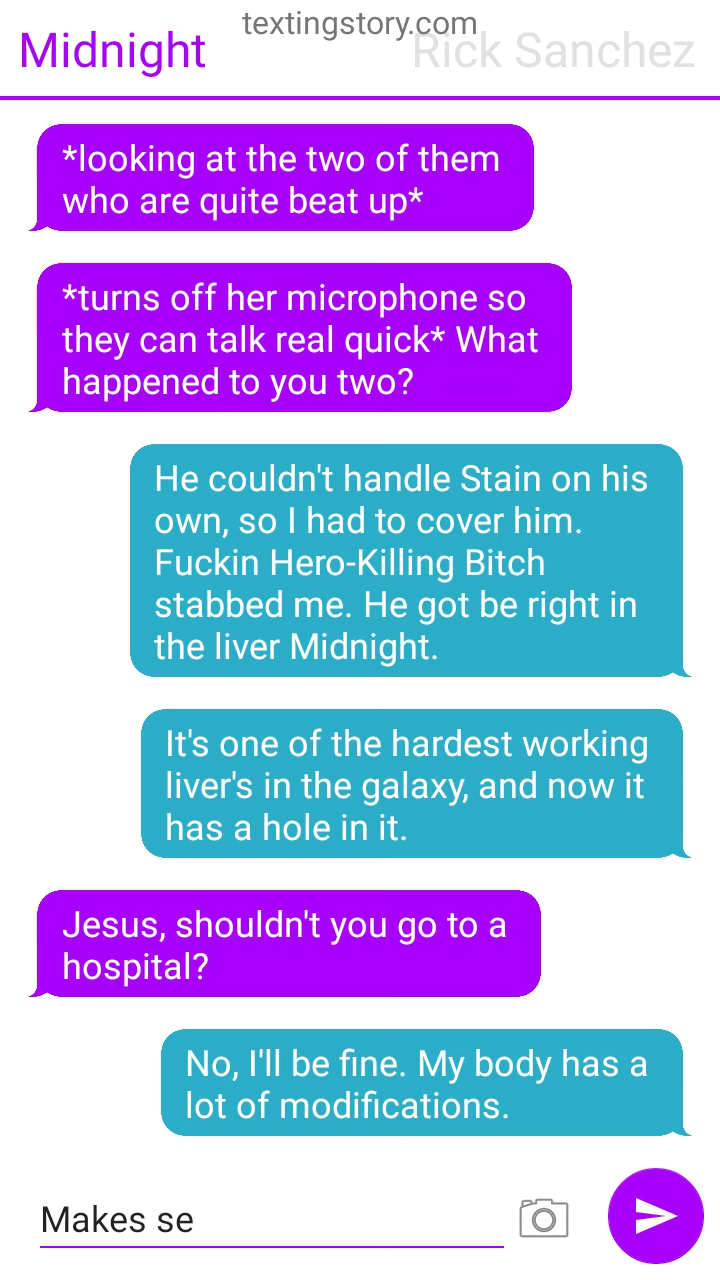 textingstory.com
Midnight
Rick Sanchez
*looking at the two of them
who are quite beat up*
*turns off her microphone so
they can talk real quick* What
happened to you two?
He couldn't handle Stain on his
own, so I had to cover him.
Fuckin Hero-Killing Bitch
stabbed me. He got be right in
the liver Midnight.
It's one of the hardest working
liver's in the galaxy, and now it
has a hole in it.
Jesus, shouldn't you go to a
hospital?
No, I'll be fine. My body has a
lot of modifications.
Makes se